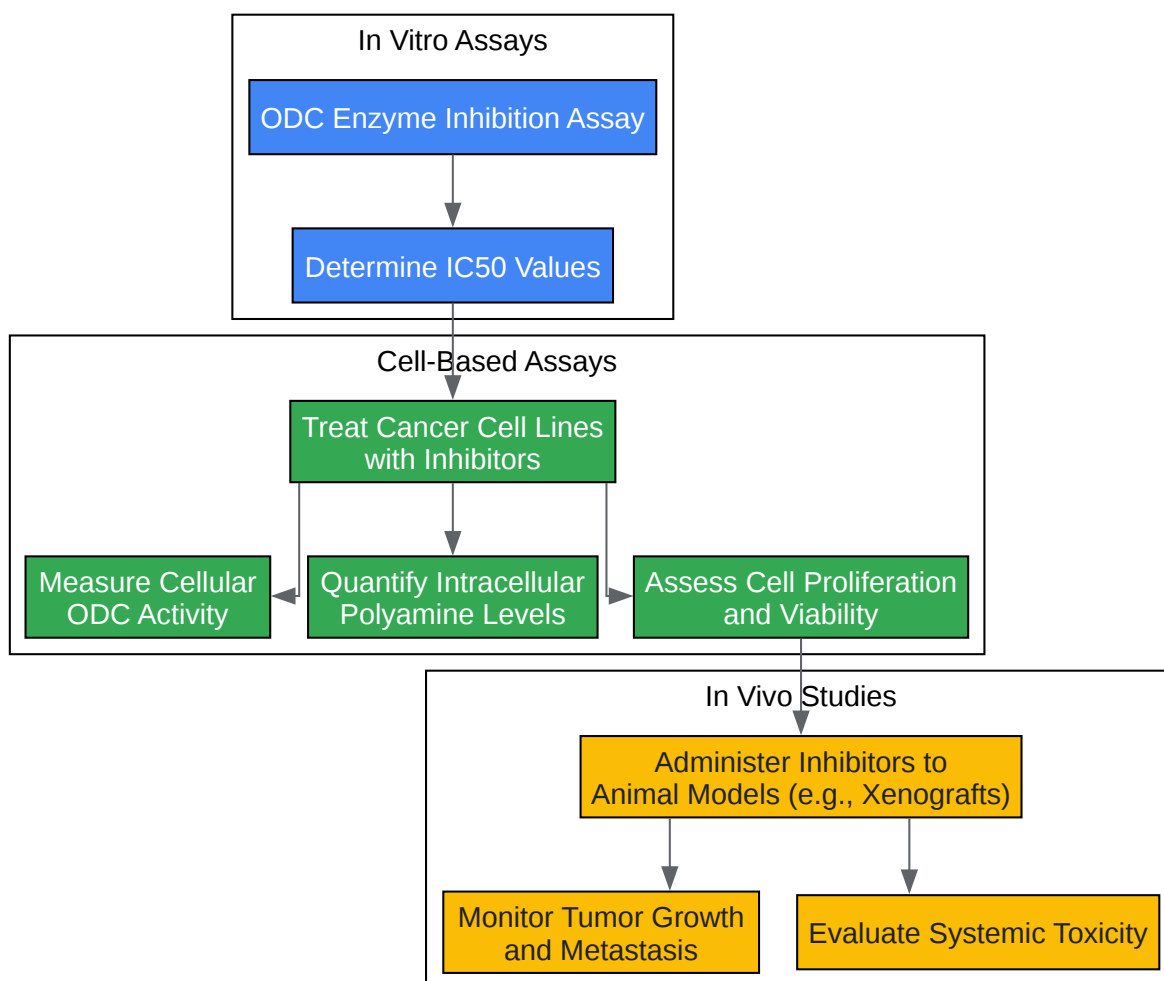 In Vitro Assays
ODC Enzyme Inhibition Assay
Determine IC50 Values
Cell-Based Assays
Treat Cancer Cell Lines
with Inhibitors
Measure Cellular
ODC Activity
Quantify Intracellular
Polyamine Levels
Assess Cell Proliferation
and Viability
In Vivo Studies
Administer Inhibitors to
Animal Models (e.g., Xenografts)
Monitor Tumor Growth
and Metastasis
Evaluate Systemic Toxicity